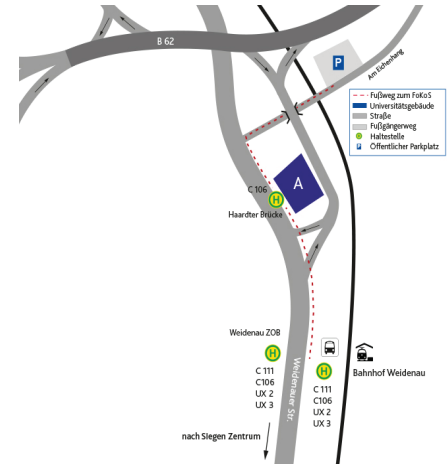 B 62
P
Am Eichenhang
Fußweg zum FoKoS
Universitätsgebäude
Straße
Fußgängerweg
H Haltestelle
P Öffentlicher Parkplatz
A
C 106
H
Haardter Brücke
Weidenau ZOB
H
C 111
C106
UX 2
UX 3
Weidenauer Str.
H
Bahnhof Weidenau
C 111
C106
UX 2
UX 3
nach Siegen Zentrum